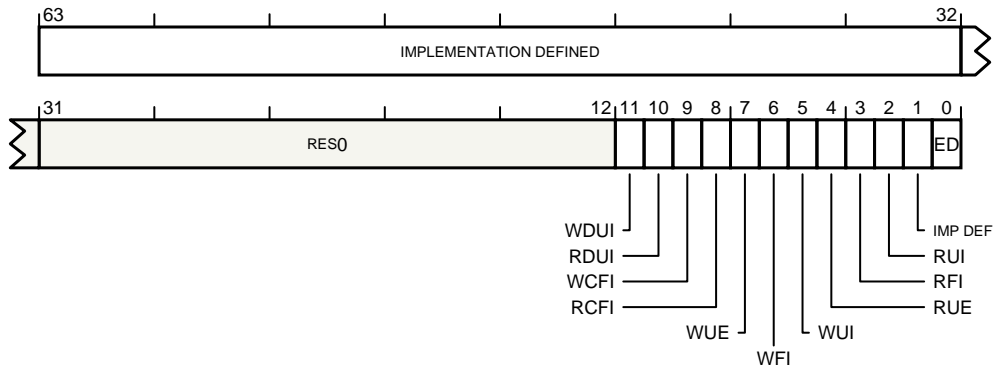 63 32
IMPLEMENTATION DEFINED
31 12 11 10 9 8 7 6 5 4 3 2 1 0
RES0 ED
WDUI IMP DEF
RDUI RUI
WCFI RFI
RCFI RUE
WUE WUI
WFI